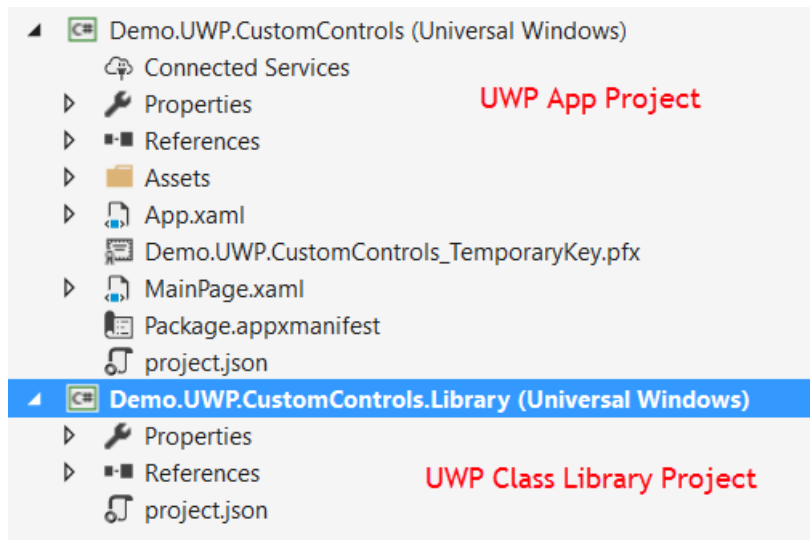 C# Demo.UWP.CustomControls (Universal Windows)
Connected Services
Properties
UWP App Project
References
Assets
App.xaml
Demo.UWP.CustomControls_TemporaryKey.pfx
MainPage.xaml
Package.appxmanifest
project.json
C# Demo.UWP.CustomControls.Library (Universal Windows)
Properties
References
UWP Class Library Project
project.json